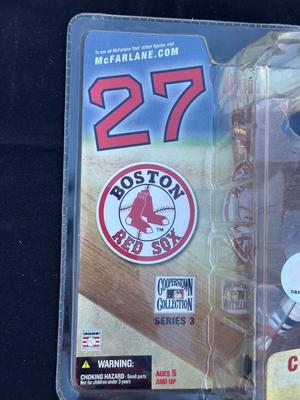 To see all McFarlane Toys' action figures, visit
McFARLANE.COM
27
BOSTON
RED SOX
TM
COOPERSTOWN
COLLECTION
SERIES 3
WARNING:
CHOKING HAZARD - Small parts
Not for children under 3 years
AGES 5
AND UP
C